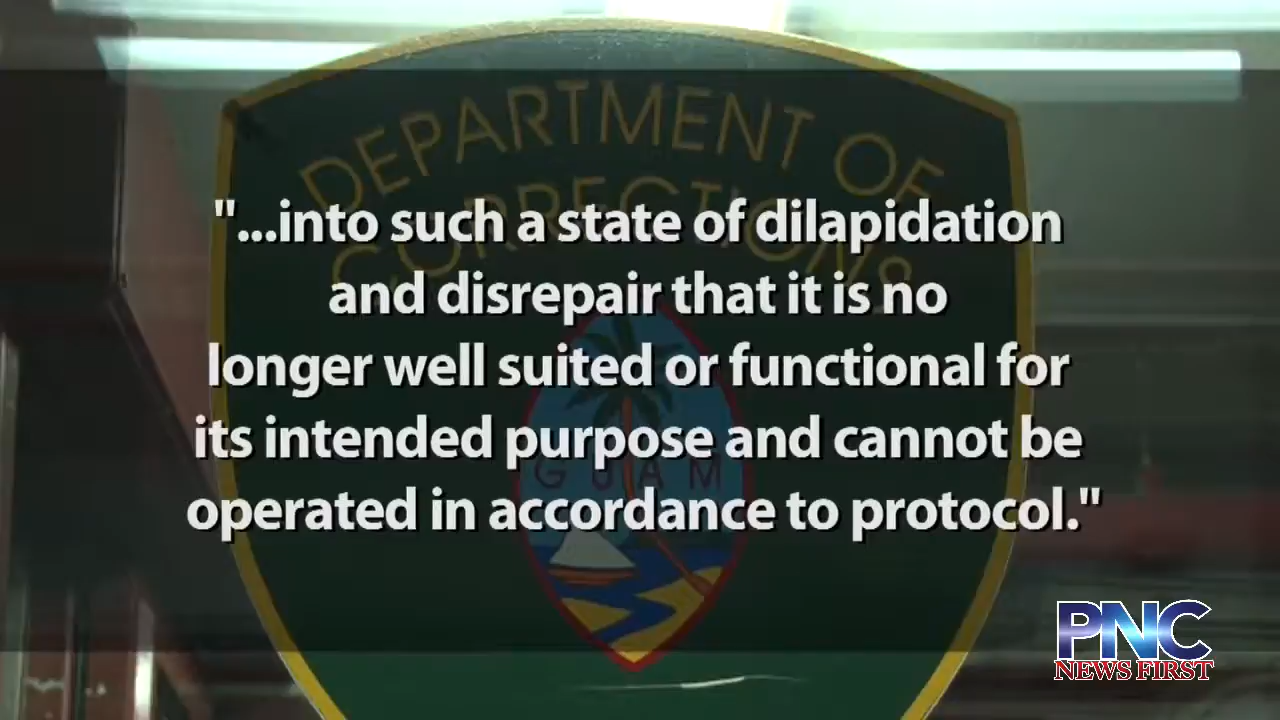 DEPARTMENT OF
CORRECTIONS
"...into such a state of dilapidation
and disrepair that it is no
longer well suited or functional for
its intended purpose and cannot be
operated in accordance to protocol."
GUAM
PNC
NEWS FIRST